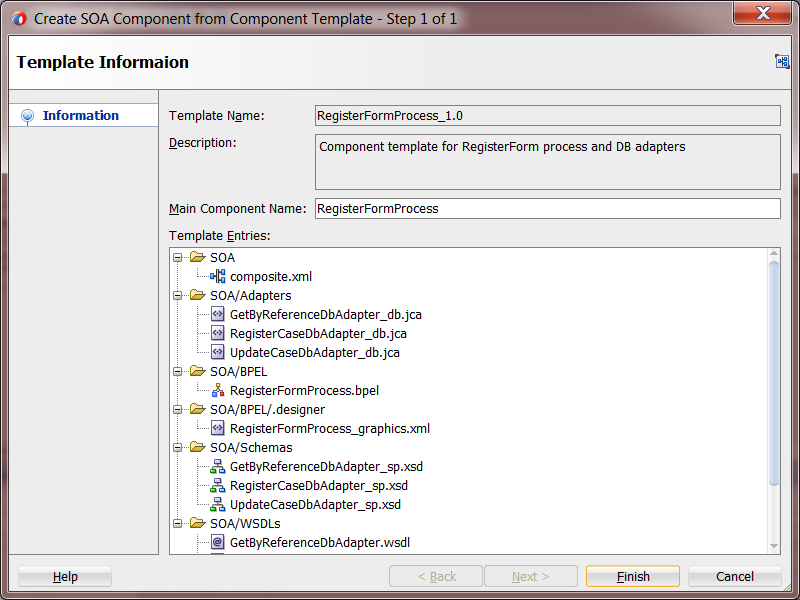 Create SOA Component from Component Template - Step 1 of 1
Template Informaion
Information
Template Name: RegisterFormProcess_1.0
Description: Component template for RegisterForm process and DB adapters
Main Component Name: RegisterFormProcess
Template Entries:
SOA
composite.xml
SOA/Adapters
GetByReferenceDbAdapter_db.jca
RegisterCaseDbAdapter_db.jca
UpdateCaseDbAdapter_db.jca
SOA/BPEL
RegisterFormProcess.bpel
SOA/BPEL/.designer
RegisterFormProcess_graphics.xml
SOA/Schemas
GetByReferenceDbAdapter_sp.xsd
RegisterCaseDbAdapter_sp.xsd
UpdateCaseDbAdapter_sp.xsd
SOA/WSDLs
GetByReferenceDbAdapter.wsdl
Help < Back Next > Finish Cancel